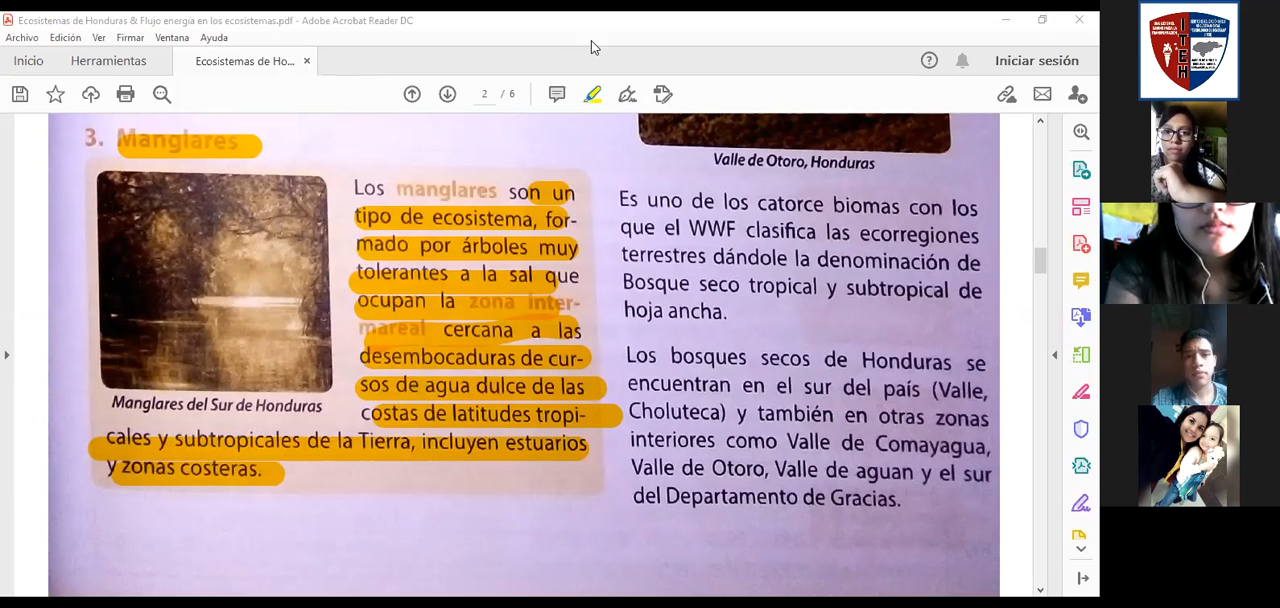 Ecosistemas de Honduras & Flujo energía en los ecosistemas.pdf - Adobe Acrobat Reader DC
Archivo Edición Ver Firmar Ventana Ayuda
Inicio Herramientas Ecosistemas de Ho... Iniciar sesión
2 / 6
3. Manglares
Los manglares son un
tipo de ecosistema, for-
mado por árboles muy
tolerantes a la sal que
ocupan la zona inter-
mareal cercana a las
desembocaduras de cur-
sos de agua dulce de las
costas de latitudes tropi-
cales y subtropicales de la Tierra, incluyen estuarios
y zonas costeras.
Manglares del Sur de Honduras
Valle de Otoro, Honduras
Es uno de los catorce biomas con los
que el WWF clasifica las ecorregiones
terrestres dándole la denominación de
Bosque seco tropical y subtropical de
hoja ancha.
Los bosques secos de Honduras se
encuentran en el sur del país (Valle,
Choluteca) y también en otras zonas
interiores como Valle de Comayagua,
Valle de Otoro, Valle de aguan y el sur
del Departamento de Gracias.
ITEH